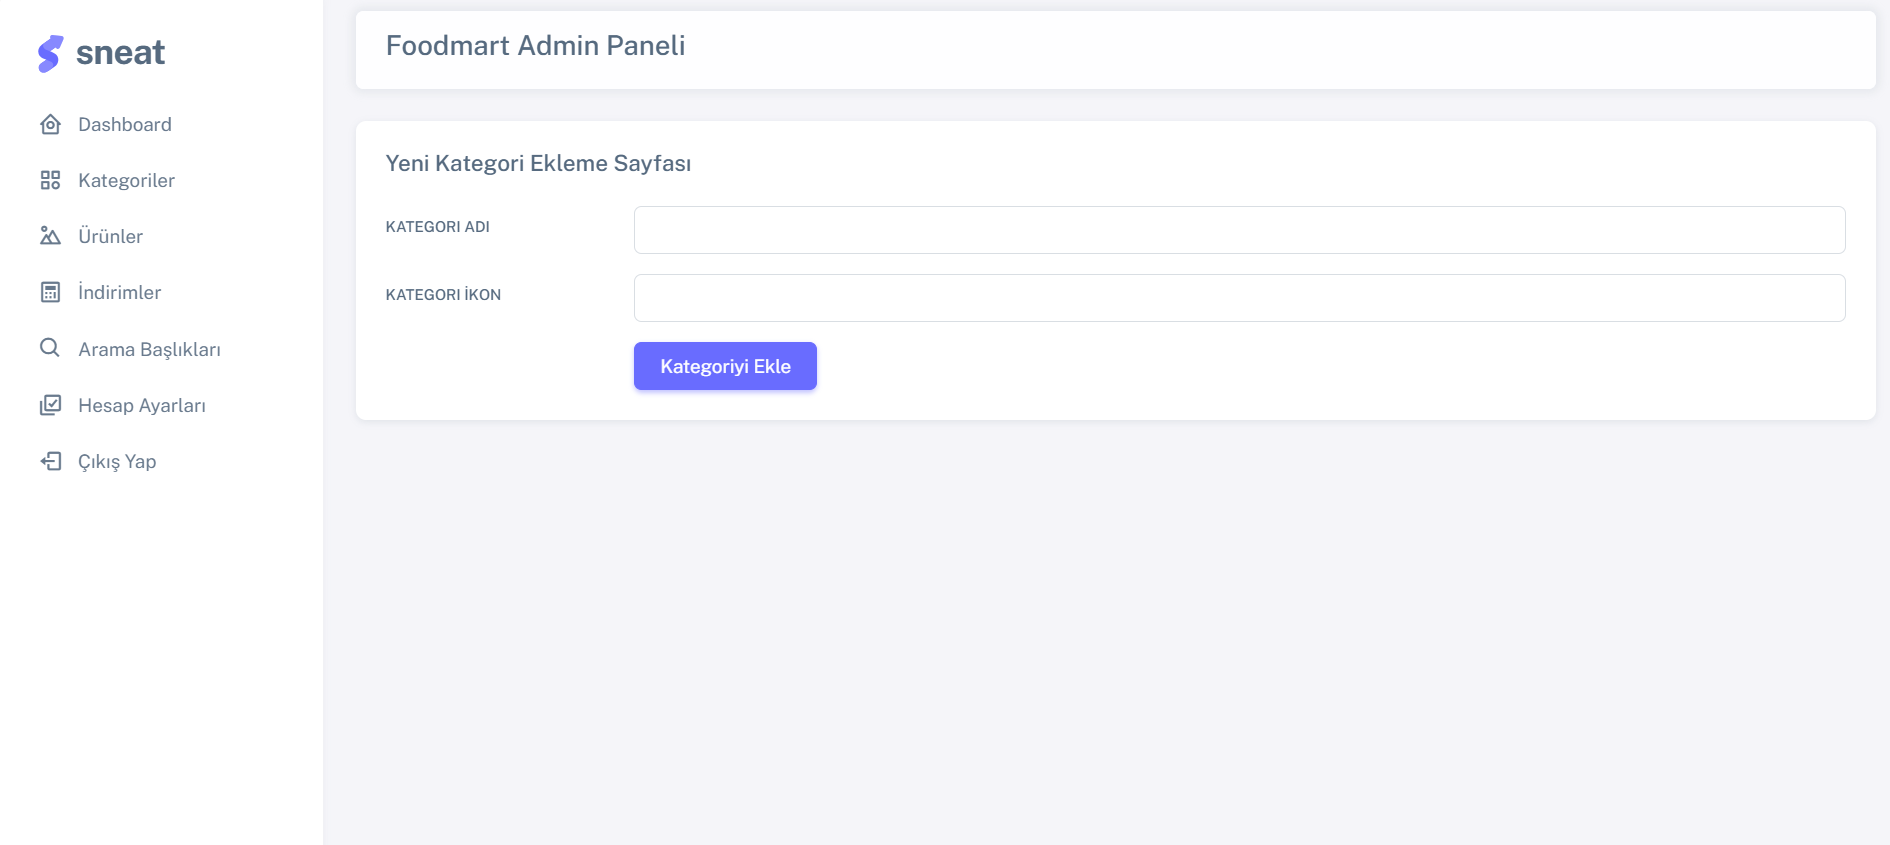 sneat
Dashboard
Kategoriler
Ürünler
İndirimler
Arama Başlıkları
Hesap Ayarları
Çıkış Yap
Foodmart Admin Paneli
Yeni Kategori Ekleme Sayfası
KATEGORI ADI
KATEGORI İKON
Kategoriyi Ekle